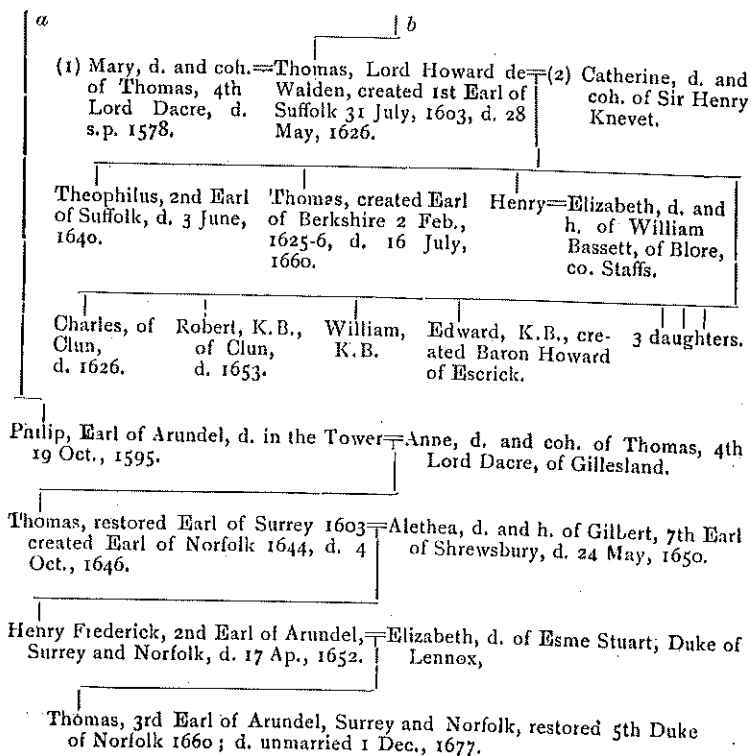 a
b
(1) Mary, d. and coh.
of Thomas, 4th
Lord Dacre, d.
s.p. 1578.
Thomas, Lord Howard de
Walden, created 1st Earl of
Suffolk 31 July, 1603, d. 28
May, 1626.
(2) Catherine, d. and
coh. of Sir Henry
Knevet.
Theophilus, 2nd Earl
of Suffolk, d. 3 June,
1640.
Thomas, created Earl
of Berkshire 2 Feb.,
1625-6, d. 16 July,
1660.
Henry=Elizabeth, d. and
h. of William
Bassett, of Blore,
co. Staffs.
Charles, of
Clun,
d. 1626.
Robert, K.B.,
of Clun,
d. 1653.
William,
K.B.
Edward, K.B., cre-
ated Baron Howard
of Escrick.
3 daughters.
Philip, Earl of Arundel, d. in the Tower
19 Oct., 1595.
Anne, d. and coh. of Thomas, 4th
Lord Dacre, of Gillesland.
Thomas, restored Earl of Surrey 1603
created Earl of Norfolk 1644, d. 4
Oct., 1646.
Alethea, d. and h. of Gilbert, 7th Earl
of Shrewsbury, d. 24 May, 1650.
Henry Frederick, 2nd Earl of Arundel,
Surrey and Norfolk, d. 17 Ap., 1652.
Elizabeth, d. of Esme Stuart, Duke of
Lennox,
Thomas, 3rd Earl of Arundel, Surrey and Norfolk, restored 5th Duke
of Norfolk 1660; d. unmarried 1 Dec., 1677.